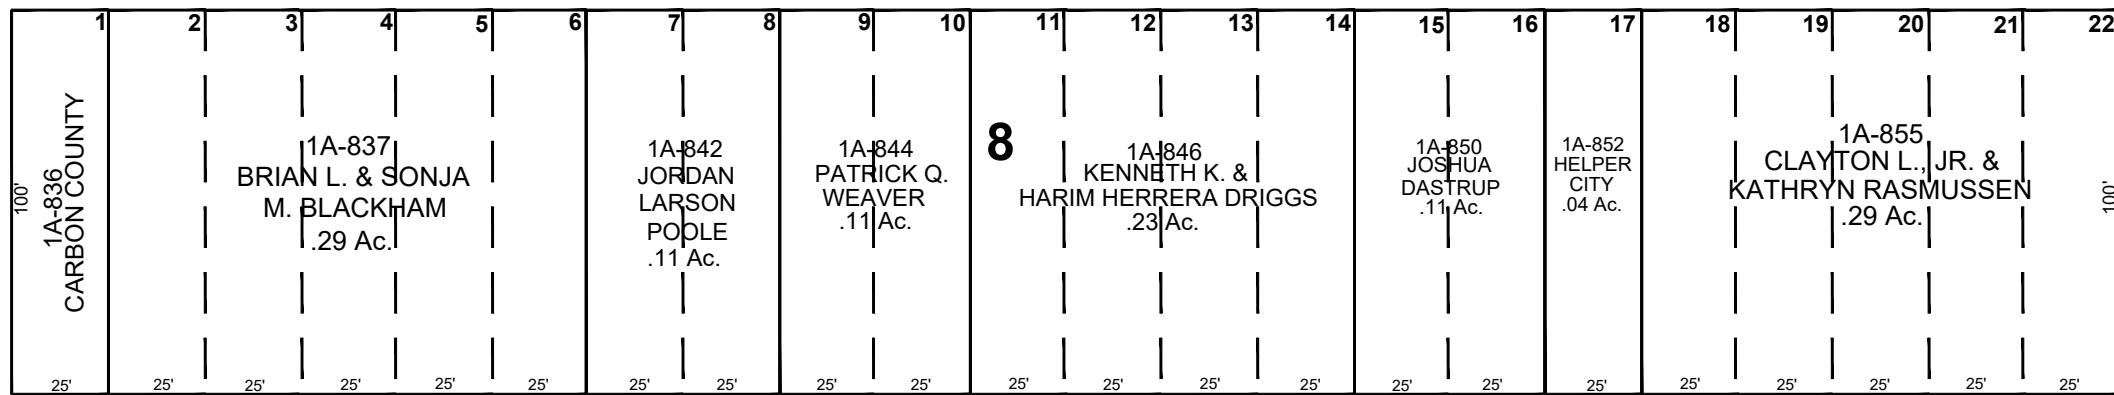 1 2 3 4 5 6 7 8 9 10 11 12 13 14 15 16 17 18 19 20 21 22
100'
1A-836
CARBON COUNTY
1A-837
BRIAN L. & SONJA
M. BLACKHAM
.29 Ac.
1A-842
JORDAN
LARSON
POOLE
.11 Ac.
1A-844
PATRICK Q.
WEAVER
.11 Ac.
8
1A-846
KENNETH K. &
HARIM HERRERA DRIGGS
.23 Ac.
1A-850
JOSHUA
DASTRUP
.11 Ac.
1A-852
HELPER
CITY
.04 Ac.
1A-855
CLAYTON L., JR. &
KATHRYN RASMUSSEN
.29 Ac.
100'
25' 25' 25' 25' 25' 25' 25' 25' 25' 25' 25' 25' 25' 25' 25' 25' 25' 25' 25' 25' 25' 25'